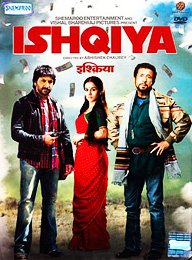 SHEMAROO
SHEMAROO ENTERTAINMENT AND
VISHAL BHARDWAJ PICTURES PRESENT
ISHQIYA
DIRECTED BY ABHISHEK CHAUBEY
इश्क़िया
DVD